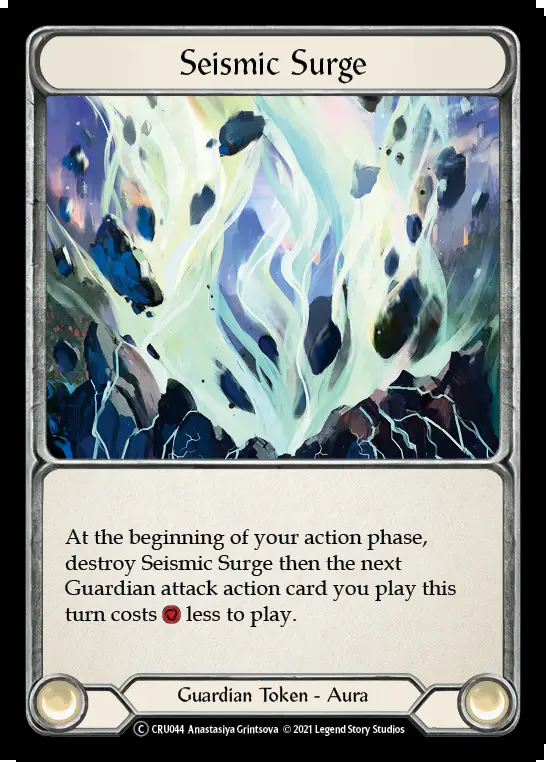 Seismic Surge
At the beginning of your action phase,
destroy Seismic Surge then the next
Guardian attack action card you play this
turn costs less to play.
Guardian Token - Aura
C CRU044 Anastasiya Grintsova © 2021 Legend Story Studios